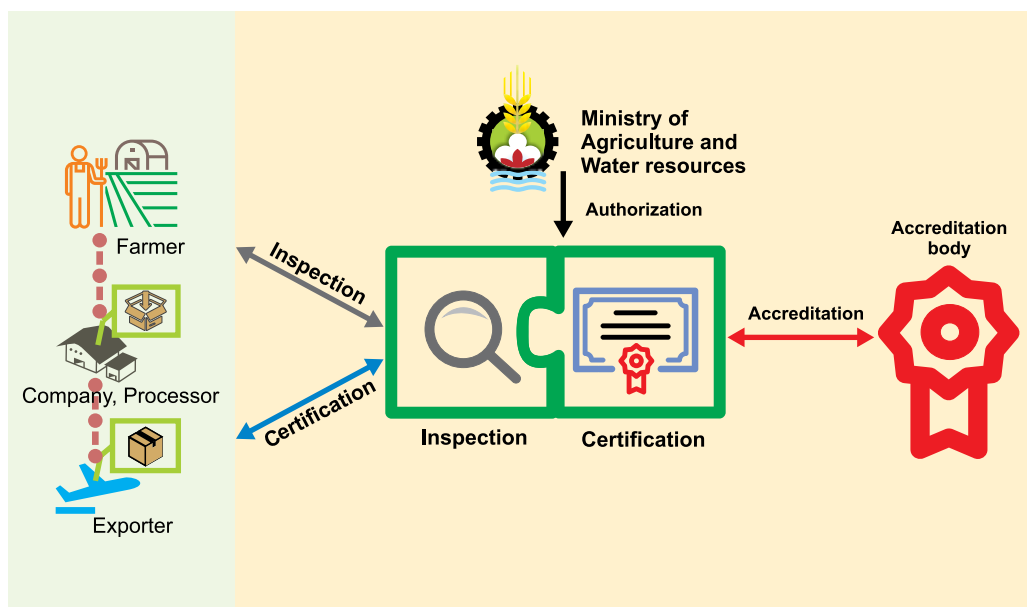 Ministry of
Agriculture and
Water resources
Authorization
Accreditation
body
Farmer
Inspection
Accreditation
Company, Processor
Certification
Inspection
Certification
Exporter